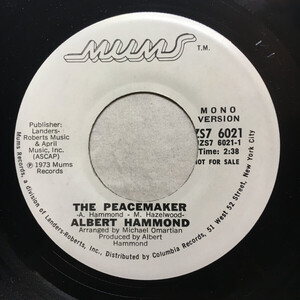 mums T.M.
MONO
VERSION
Publisher:
Landers-
Roberts Music
& April
Music, Inc.
(ASCAP)
℗ 1973 Mums
Records
ZS7 6021
(ZS7 6021-1
Time: 2:38
NOT FOR SALE
THE PEACEMAKER
-A. Hammond - M. Hazelwood-
ALBERT HAMMOND
Arranged by Michael Omartian
Produced by Albert
Hammond
Mums Records, a division of Landers-Roberts, Inc., Distributed by Columbia Records, 51 West 52 Street, New York City